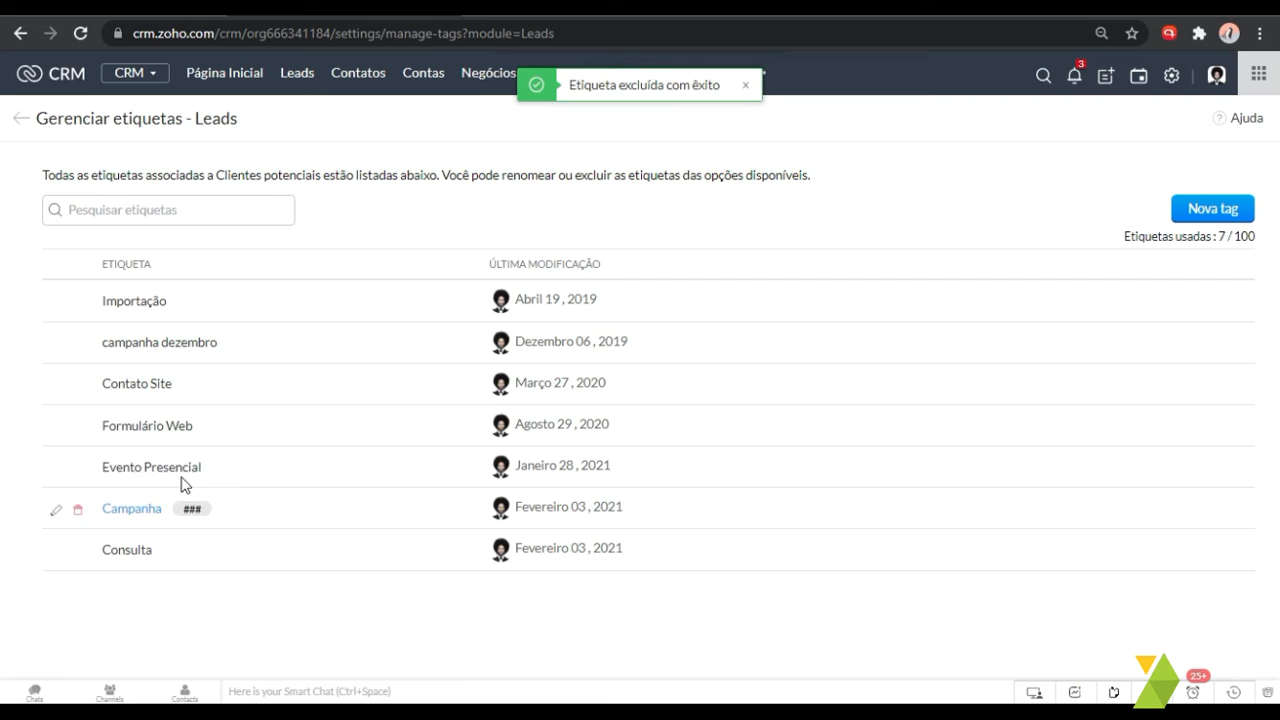 crm.zoho.com/crm/org666341184/settings/manage-tags?module=Leads
CRM CRM Página Inicial Leads Contatos Contas Negócios
3
Etiqueta excluída com êxito ×
Gerenciar etiquetas - Leads
? Ajuda
Todas as etiquetas associadas a Clientes potenciais estão listadas abaixo. Você pode renomear ou excluir as etiquetas das opções disponíveis.
Pesquisar etiquetas
Nova tag
Etiquetas usadas : 7 / 100
ETIQUETA ÚLTIMA MODIFICAÇÃO
Importação Abril 19 , 2019
campanha dezembro Dezembro 06 , 2019
Contato Site Março 27 , 2020
Formulário Web Agosto 29 , 2020
Evento Presencial Janeiro 28 , 2021
Campanha ### Fevereiro 03 , 2021
Consulta Fevereiro 03 , 2021
25+
Chats Channels Contacts Here is your Smart Chat (Ctrl+Space)